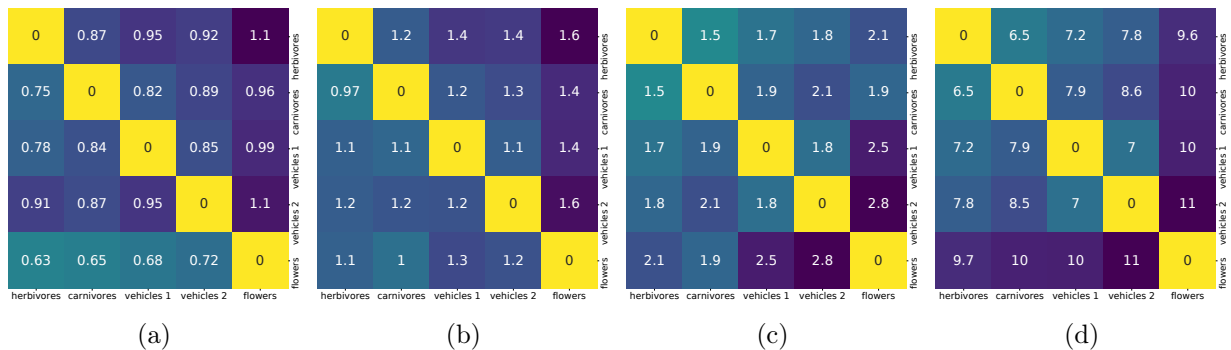 0 0.87 0.95 0.92 1.1 herbivores
0.75 0 0.82 0.89 0.96 carnivores
0.78 0.84 0 0.85 0.99 vehicles 1
0.91 0.87 0.95 0 1.1 vehicles 2
0.63 0.65 0.68 0.72 0 flowers
herbivores carnivores vehicles 1 vehicles 2 flowers
(a)
0 1.2 1.4 1.4 1.6 herbivores
0.97 0 1.2 1.3 1.4 carnivores
1.1 1.1 0 1.1 1.4 vehicles 1
1.2 1.2 1.2 0 1.6 vehicles 2
1.1 1 1.3 1.2 0 flowers
herbivores carnivores vehicles 1 vehicles 2 flowers
(b)
0 1.5 1.7 1.8 2.1 herbivores
1.5 0 1.9 2.1 1.9 carnivores
1.7 1.9 0 1.8 2.5 vehicles 1
1.8 2.1 1.8 0 2.8 vehicles 2
2.1 1.9 2.5 2.8 0 flowers
herbivores carnivores vehicles 1 vehicles 2 flowers
(c)
0 6.5 7.2 7.8 9.6 herbivores
6.5 0 7.9 8.6 10 carnivores
7.2 7.9 0 7 10 vehicles 1
7.8 8.5 7 0 11 vehicles 2
9.7 10 10 11 0 flowers
herbivores carnivores vehicles 1 vehicles 2 flowers
(d)